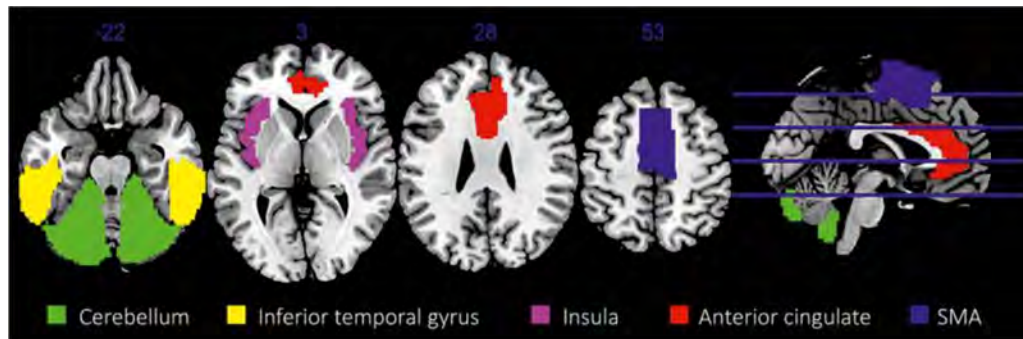 -22 3 28 53
Cerebellum Inferior temporal gyrus Insula Anterior cingulate SMA